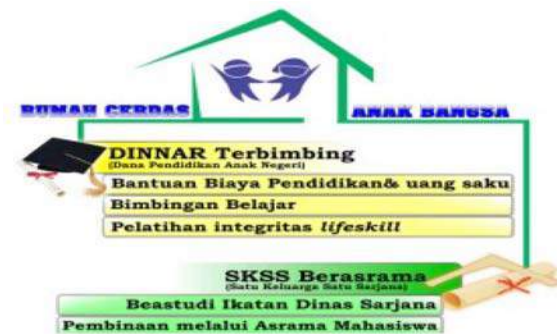 RUMAH CERDAS ANAK BANGSA
DINNAR Terbimbing
(Dana Pendidikan Anak Negeri)
Bantuan Biaya Pendidikan& uang saku
Bimbingan Belajar
Pelatihan integritas lifeskill
SKSS Berasrama
(Satu Keluarga Satu Sarjana)
Beastudi Ikatan Dinas Sarjana
Pembinaan melalui Asrama Mahasiswa